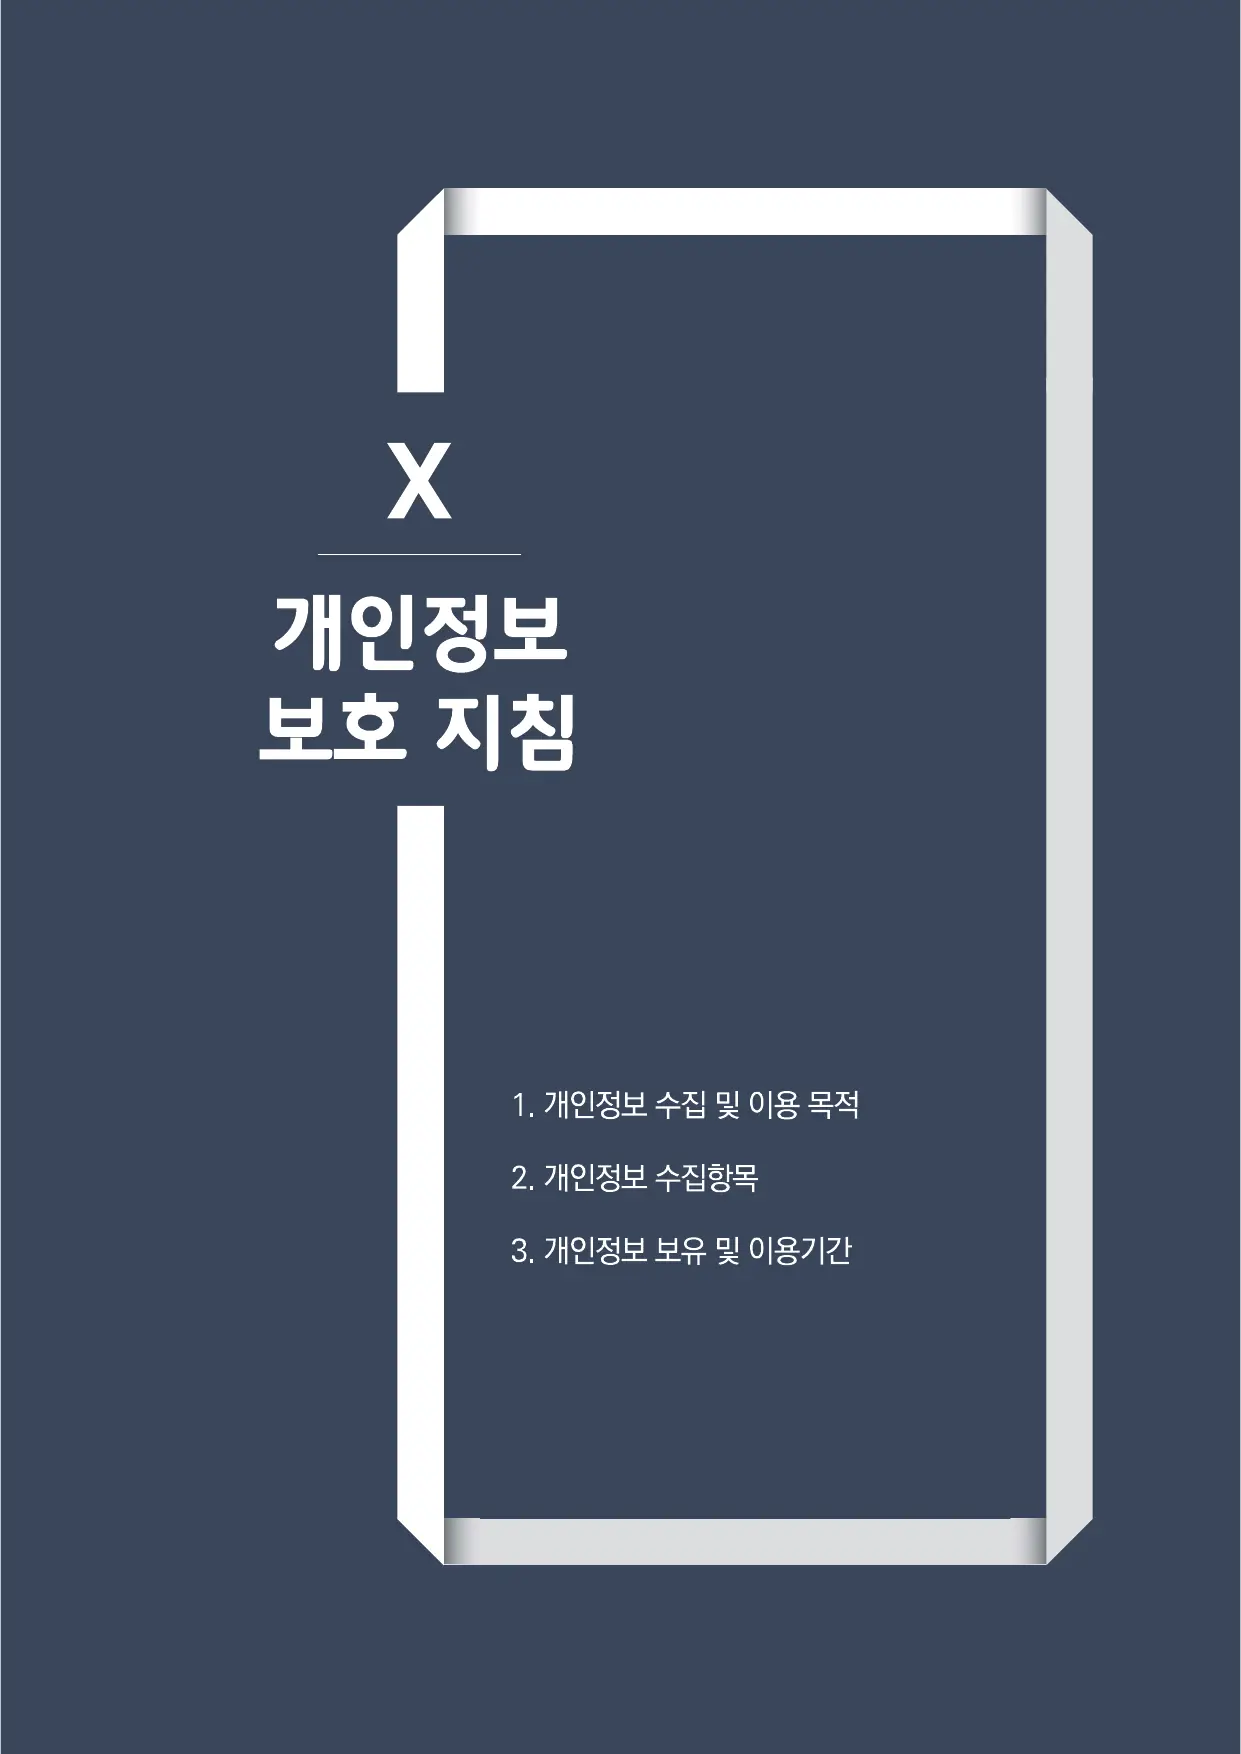 X
개인정보
보호 지침
1. 개인정보 수집 및 이용 목적
2. 개인정보 수집항목
3. 개인정보 보유 및 이용기간